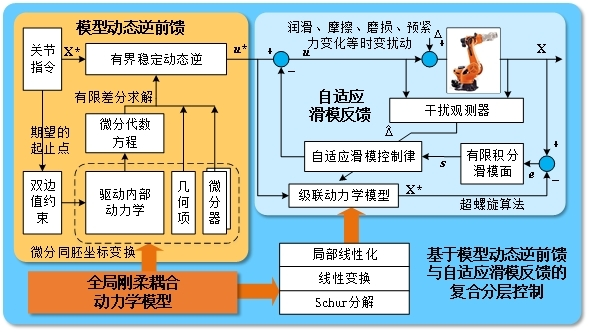 模型动态逆前馈
关节
指令
X*
有界稳定动态逆
u*
有限差分求解
期望的
起止点
微分代数
方程
双边
值约
束
驱动内部
动力学
几何项
微分器
微分同胚坐标变换
全局刚柔耦合
动力学模型
润滑、摩擦、磨损、预紧
力变化等时变扰动
Δ
+
X
+
u
+
−
自适应
滑模反馈
干扰观测器
Δ̂
自适应滑模控制律
s
有限积分
滑模面
e
+
−
级联动力学模型
X*
超螺旋算法
局部线性化
线性变换
Schur分解
基于模型动态逆前馈
与自适应滑模反馈的
复合分层控制